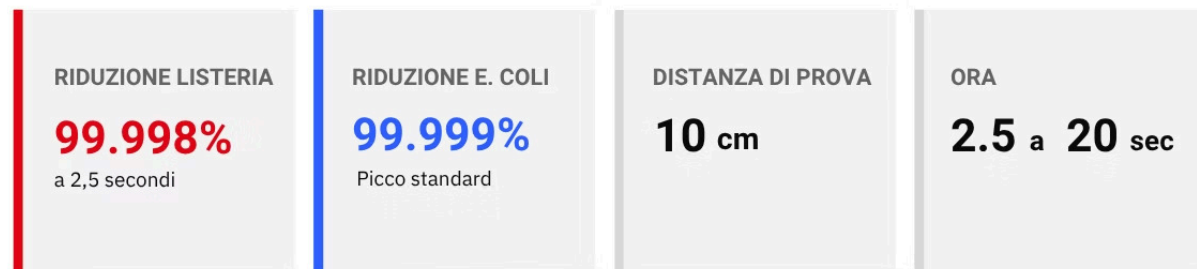 RIDUZIONE LISTERIA
99.998%
a 2,5 secondi
RIDUZIONE E. COLI
99.999%
Picco standard
DISTANZA DI PROVA
10 cm
ORA
2.5 a 20 sec